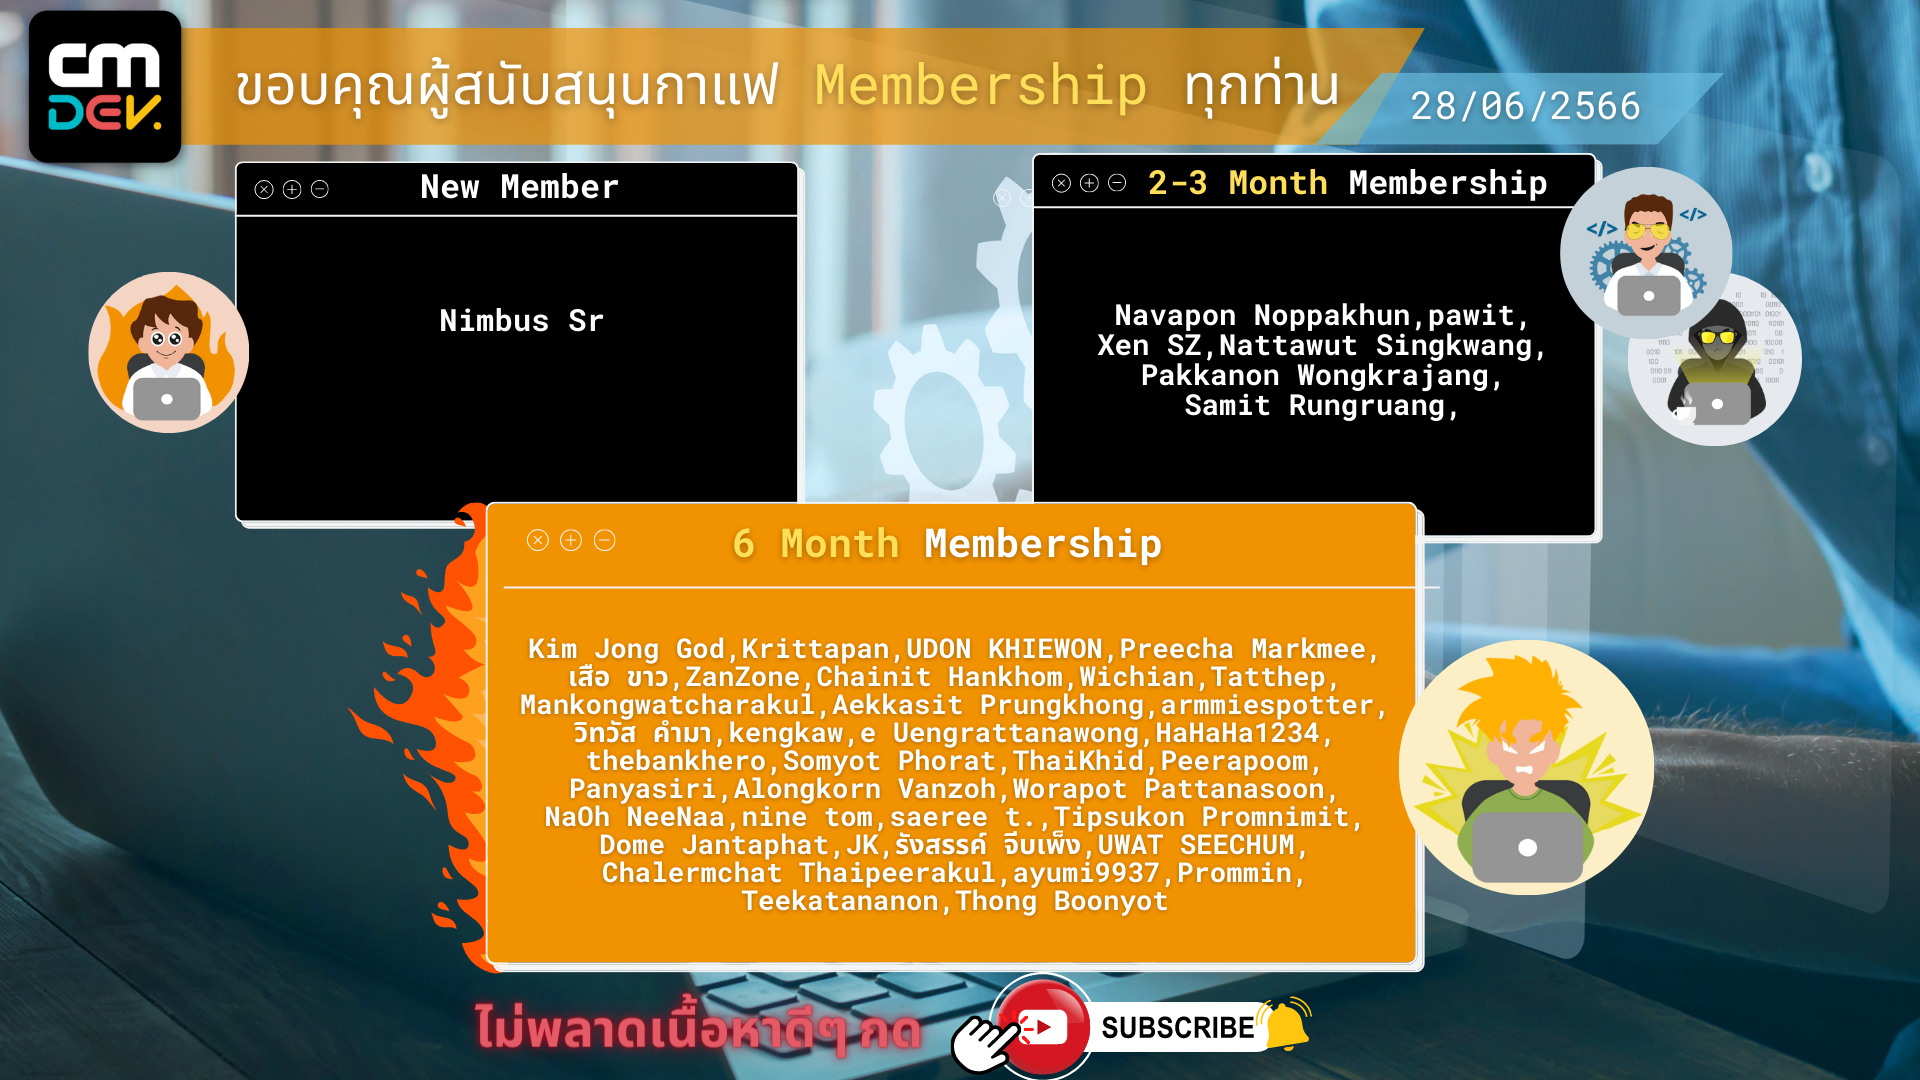 cm
DEV.
ขอบคุณผู้สนับสนุนกาแฟ Membership ทุกท่าน
28/06/2566
New Member
Nimbus Sr
2-3 Month Membership
Navapon Noppakhun,pawit,
Xen SZ,Nattawut Singkwang,
Pakkanon Wongkrajang,
Samit Rungruang,
</>
</>
6 Month Membership
Kim Jong God,Krittapan,UDON KHIEWON,Preecha Markmee,
เสือ ขาว,ZanZone,Chainit Hankhom,Wichian,Tatthep,
Mankongwatcharakul,Aekkasit Prungkhong,armmiespotter,
วิทวัส คำมา,kengkaw,e Uengrattanawong,HaHaHa1234,
thebankhero,Somyot Phorat,ThaiKhid,Peerapoom,
Panyasiri,Alongkorn Vanzoh,Worapot Pattanasoon,
NaOh NeeNaa,nine tom,saeree t.,Tipsukon Promnimit,
Dome Jantaphat,JK,รังสรรค์ จีบเพ็ง,UWAT SEECHUM,
Chalermchat Thaipeerakul,ayumi9937,Prommin,
Teekatananon,Thong Boonyot
ไม่พลาดเนื้อหาดีๆ กด
SUBSCRIBE